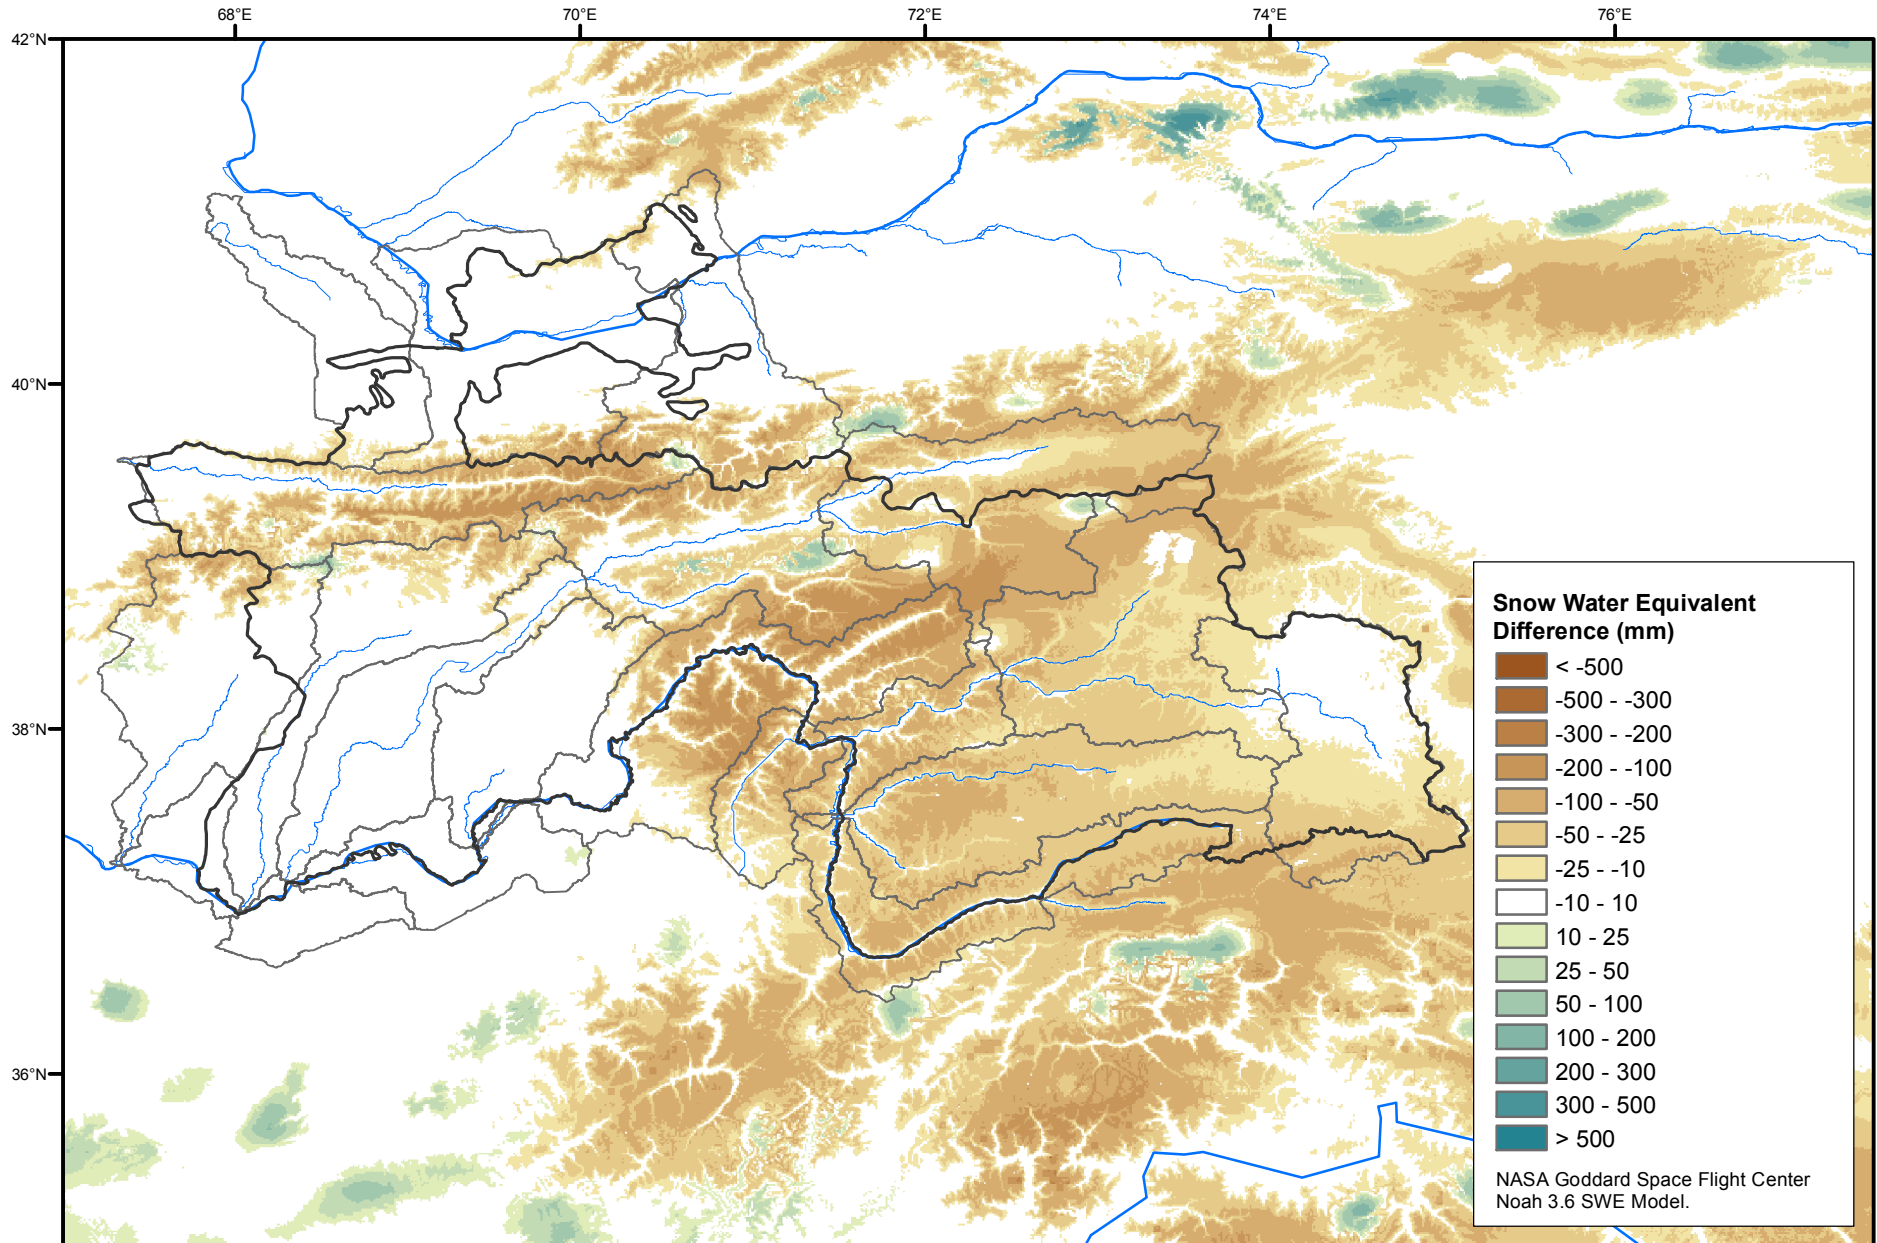 68°E 70°E 72°E 74°E 76°E
42°N
40°N
38°N
36°N
Snow Water Equivalent
Difference (mm)
< -500
-500 - -300
-300 - -200
-200 - -100
-100 - -50
-50 - -25
-25 - -10
-10 - 10
10 - 25
25 - 50
50 - 100
100 - 200
200 - 300
300 - 500
> 500
NASA Goddard Space Flight Center
Noah 3.6 SWE Model.